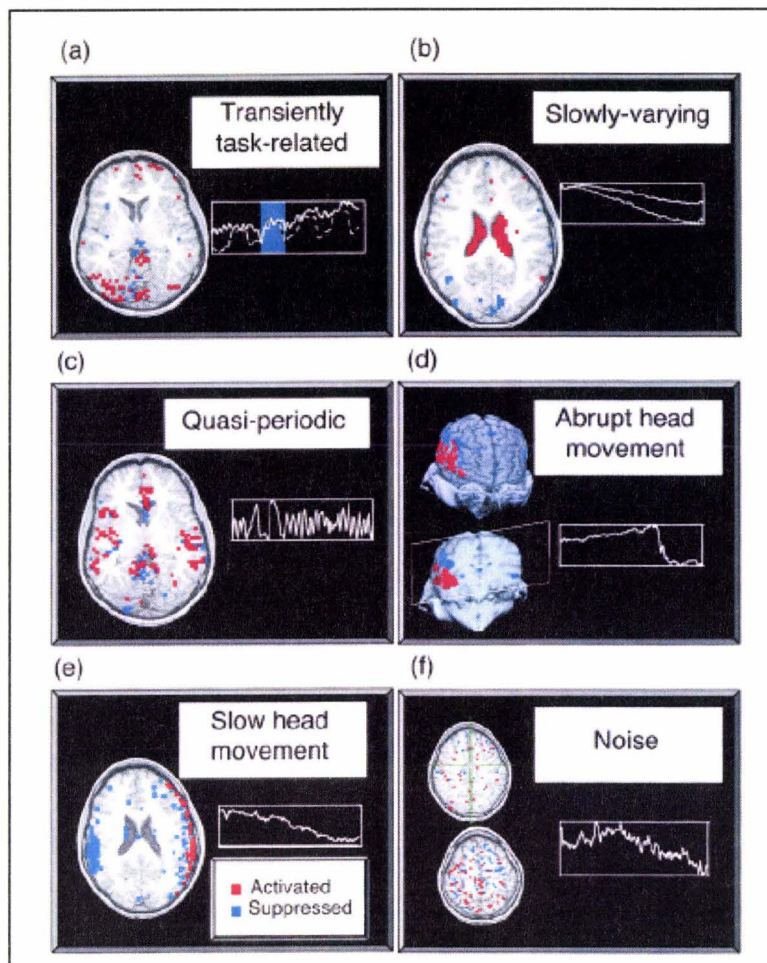 (a)
Transiently
task-related
(b)
Slowly-varying
(c)
Quasi-periodic
(d)
Abrupt head
movement
(e)
Slow head
movement
Activated
Suppressed
(f)
Noise